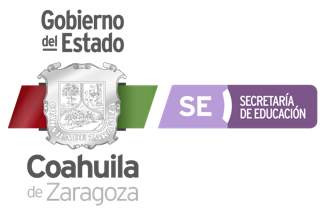 Gobierno
del Estado
Coahuila
de Zaragoza
SE
SECRETARÍA
DE EDUCACIÓN